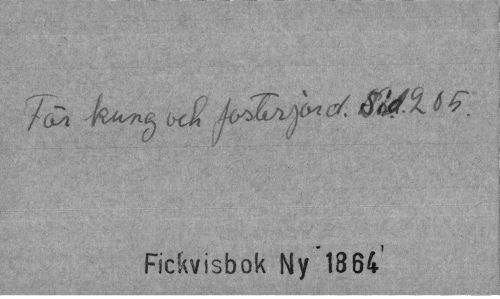 För kung och fosterjord. Sid. 205.
Fickvisbok Ny 1864